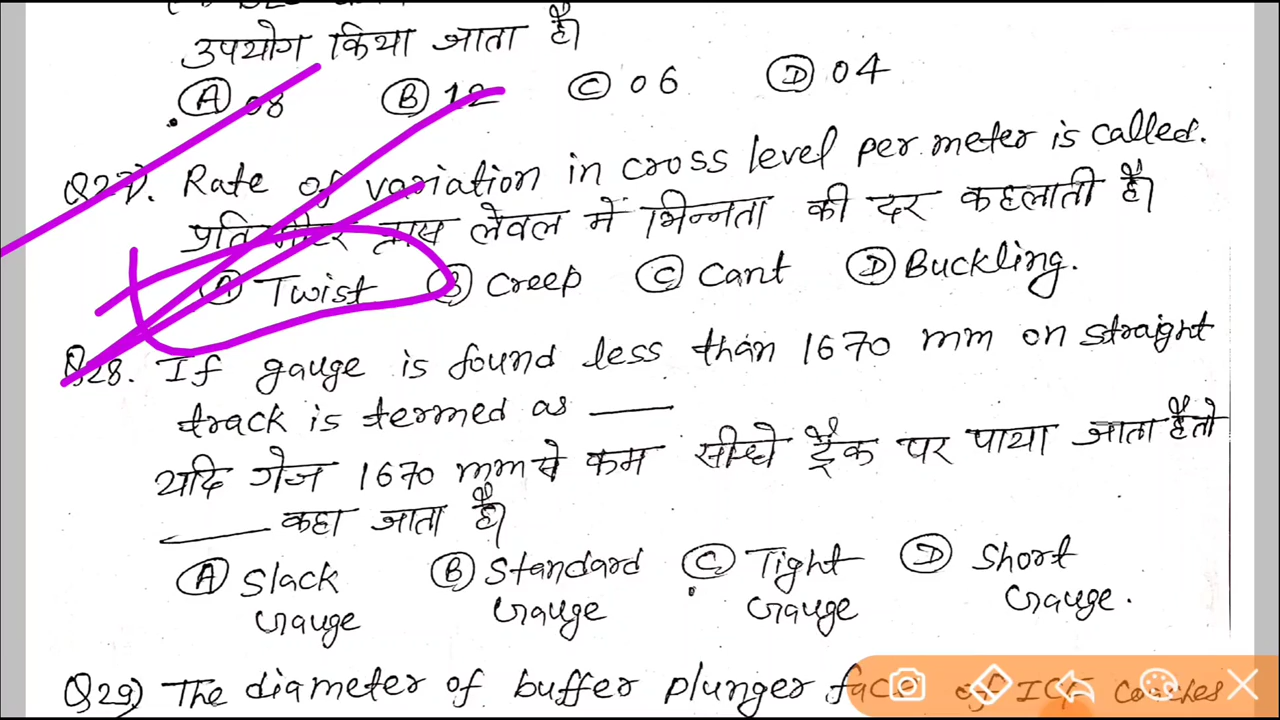 उपयोग किया जाता है।
Ⓐ 08 Ⓑ 12 Ⓒ 06 Ⓓ 04
Q27). Rate of variation in cross level per meter is called.
प्रति मीटर क्रास लेवल में भिन्नता की दर कहलाती है।
Ⓐ Twist Ⓑ Creep Ⓒ Cant Ⓓ Buckling.
Q28. If gauge is found less than 1670 mm on straight
track is termed as ____
यदि गेज 1670 mm से कम सीधे ट्रैक पर पाया जाता है तो
____ कहा जाता है।
Ⓐ Slack Gauge Ⓑ Standard Gauge Ⓒ Tight Gauge Ⓓ Short Gauge.
Q29) The diameter of buffer plunger face of ICF coaches